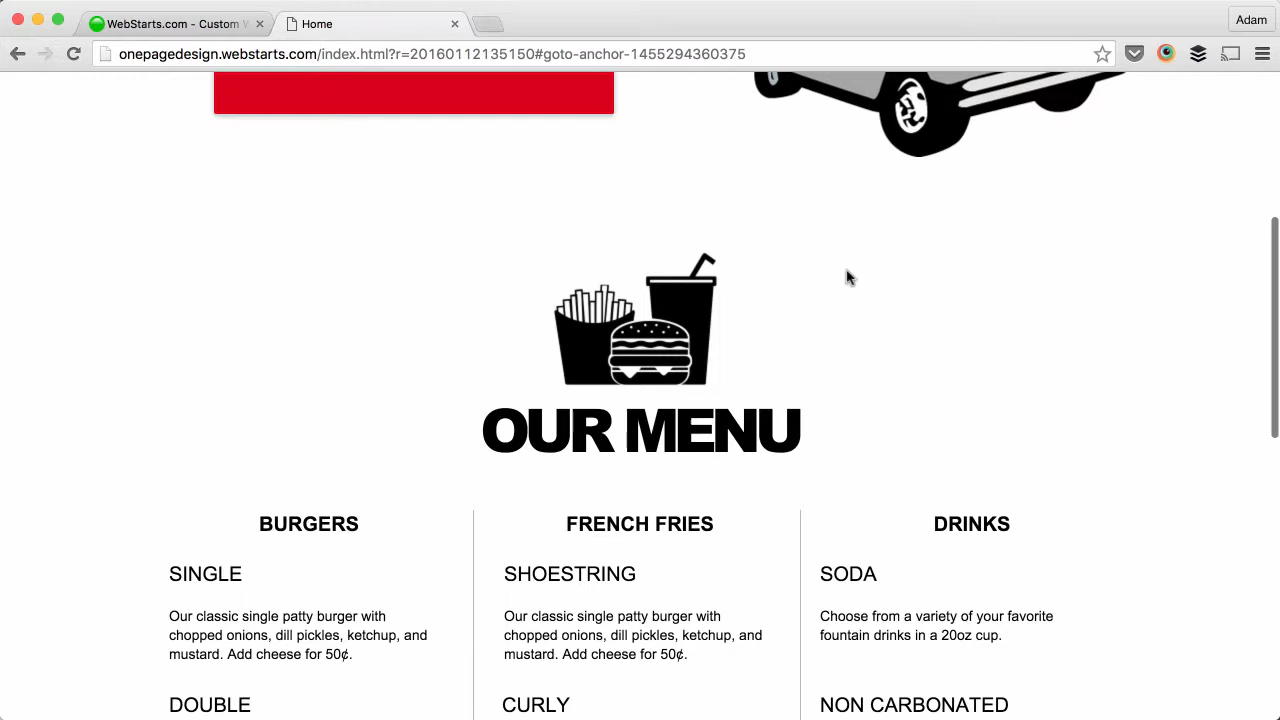 WebStarts.com - Custom W
Home
Adam
onepagedesign.webstarts.com/index.html?r=20160112135150#goto-anchor-1455294360375
OUR MENU
BURGERS
SINGLE
Our classic single patty burger with
chopped onions, dill pickles, ketchup, and
mustard. Add cheese for 50¢.
DOUBLE
FRENCH FRIES
SHOESTRING
Our classic single patty burger with
chopped onions, dill pickles, ketchup, and
mustard. Add cheese for 50¢.
CURLY
DRINKS
SODA
Choose from a variety of your favorite
fountain drinks in a 20oz cup.
NON CARBONATED